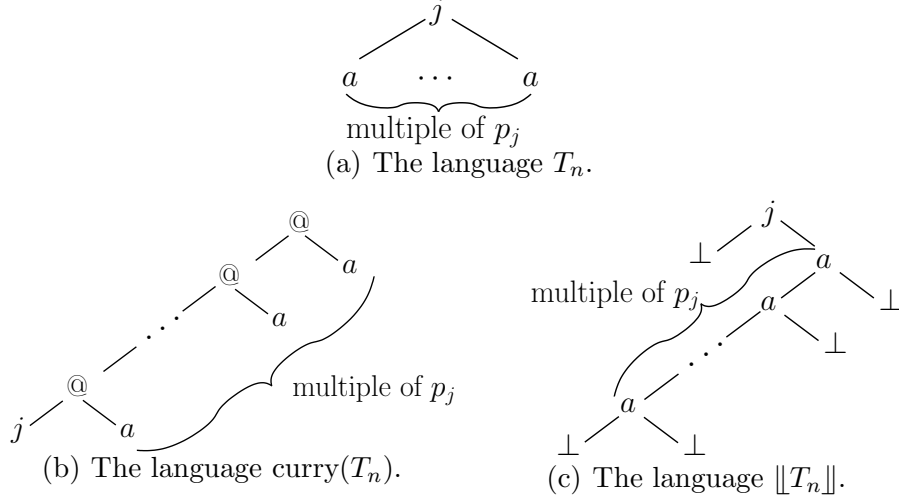 j
a ... a
multiple of p_j
(a) The language T_n.
@
@ a
⋰ a
@ multiple of p_j
j a
(b) The language curry(T_n).
j
⊥ a
multiple of p_j a ⊥
⋰ ⊥
a
⊥ ⊥
(c) The language ⌊⌊T_n⌋⌋.